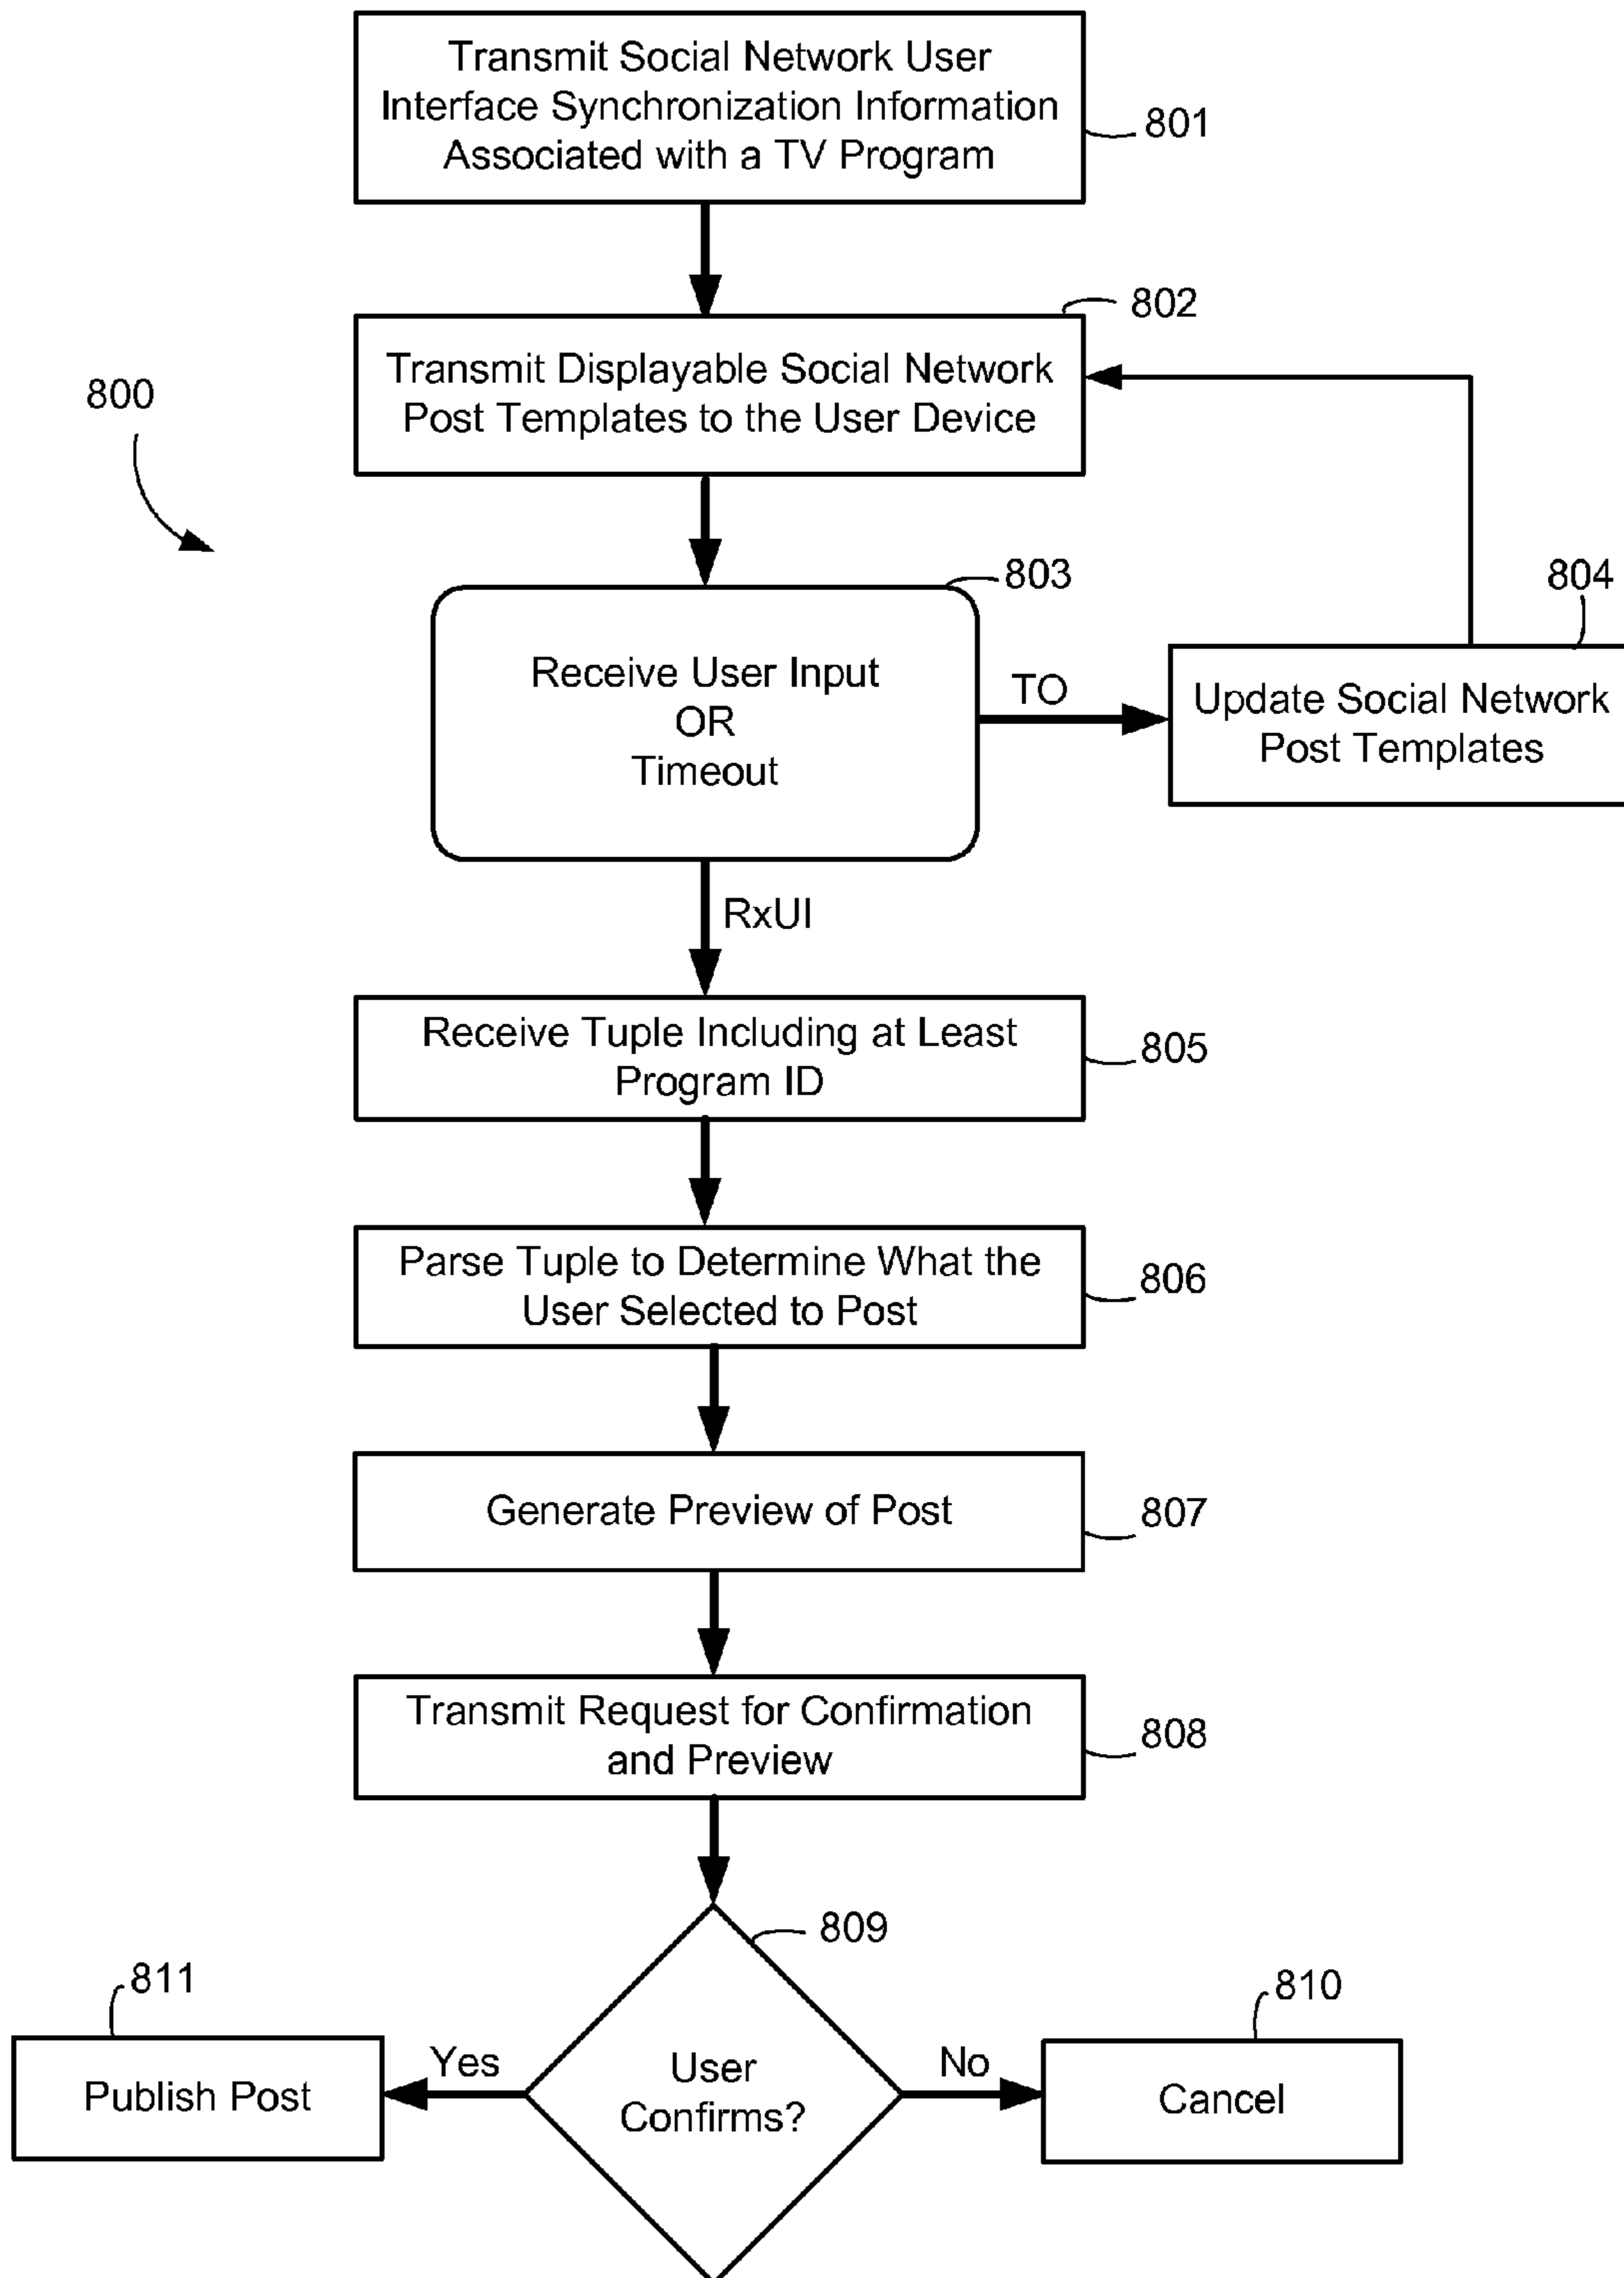 Transmit Social Network User
Interface Synchronization Information
Associated with a TV Program
801
802
Transmit Displayable Social Network
Post Templates to the User Device
800
803
804
Receive User Input
OR
Timeout
TO
Update Social Network
Post Templates
RxUI
Receive Tuple Including at Least
Program ID
805
Parse Tuple to Determine What the
User Selected to Post
806
Generate Preview of Post
807
Transmit Request for Confirmation
and Preview
808
809
811
810
Yes
No
User
Confirms?
Publish Post
Cancel